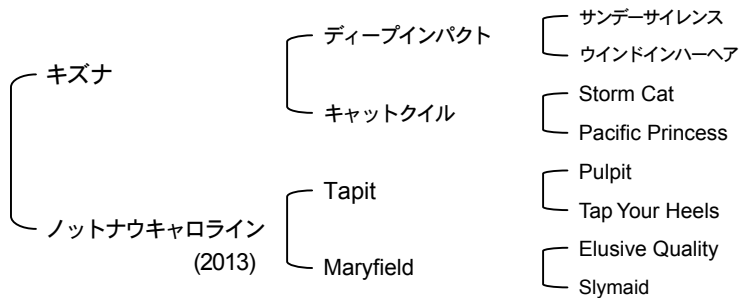 サンデーサイレンス
ディープインパクト
ウインドインハーヘア
キズナ
Storm Cat
キャットクイル
Pacific Princess
Pulpit
Tapit
Tap Your Heels
ノットナウキャロライン
(2013)
Elusive Quality
Maryfield
Slymaid